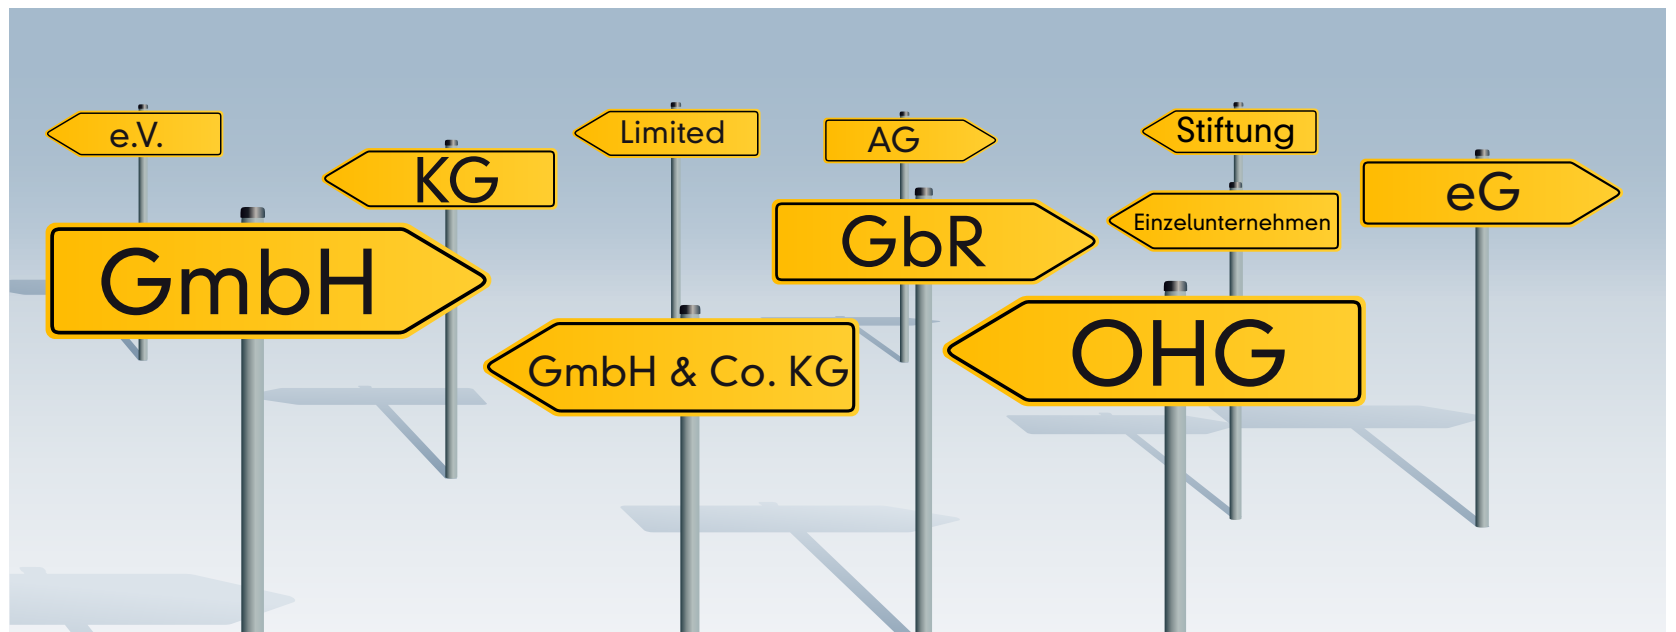 e.V.
KG
Limited
AG
Stiftung
eG
GmbH
GbR
Einzelunternehmen
GmbH & Co. KG
OHG